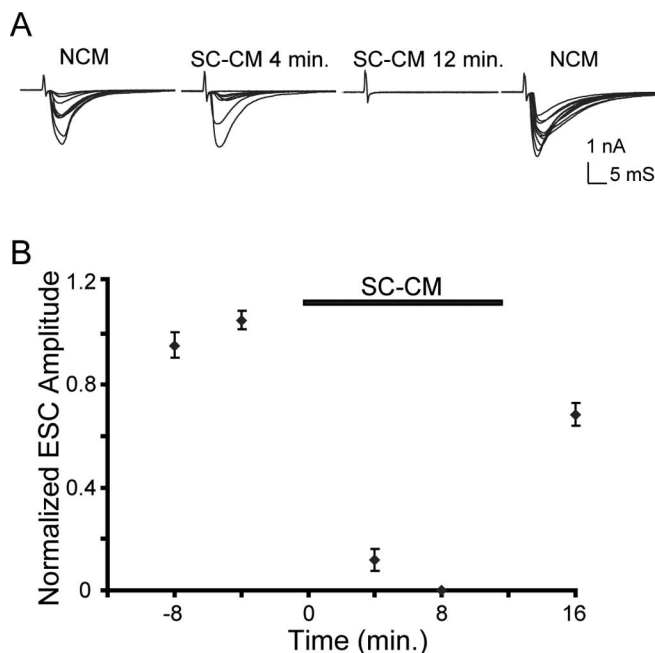 A
NCM
SC-CM 4 min.
SC-CM 12 min.
NCM
1 nA
5 mS
B
SC-CM
Normalized ESC Amplitude
1.2
0.8
0.4
0
-8
0
4
8
16
Time (min.)